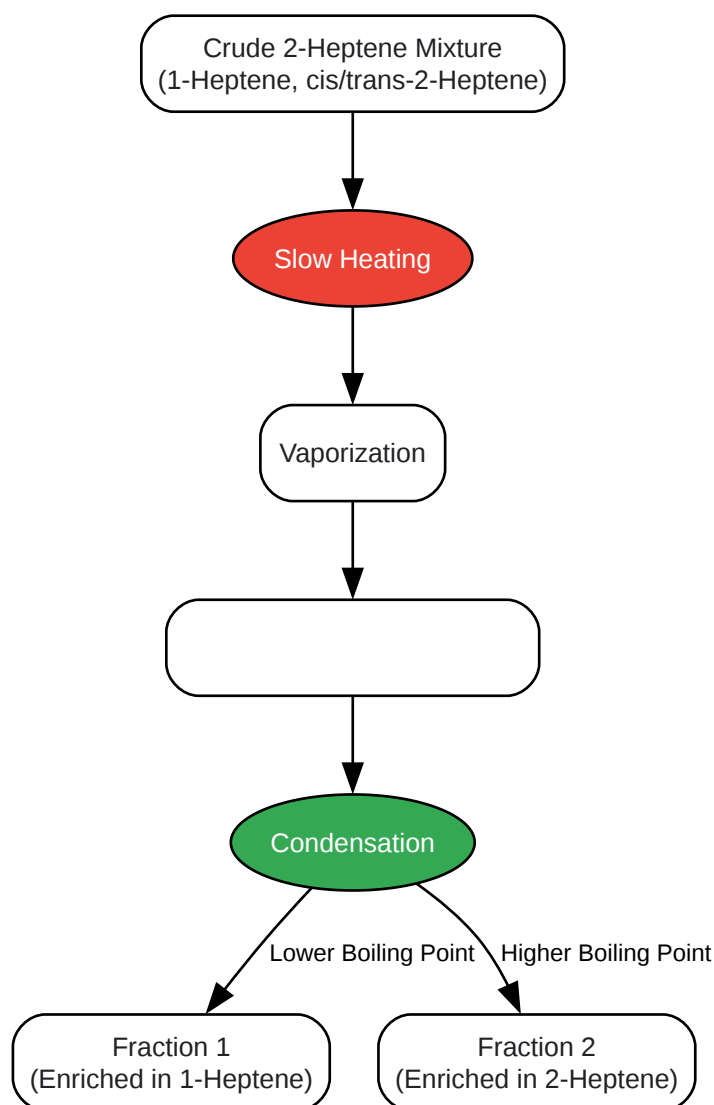 Crude 2-Heptene Mixture
(1-Heptene, cis/trans-2-Heptene)
Slow Heating
Vaporization
Condensation
Lower Boiling Point
Higher Boiling Point
Fraction 1
(Enriched in 1-Heptene)
Fraction 2
(Enriched in 2-Heptene)